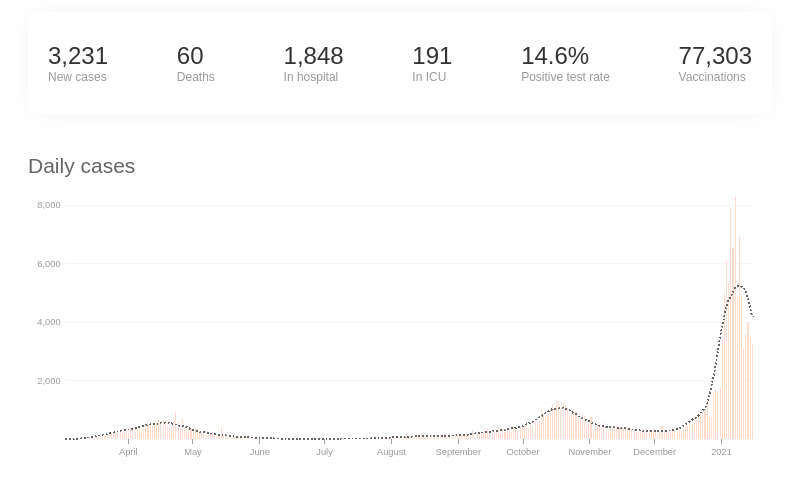 3,231 60 1,848 191 14.6% 77,303
New cases Deaths In hospital In ICU Positive test rate Vaccinations
Daily cases
8,000
6,000
4,000
2,000
April May June July August September October November December 2021